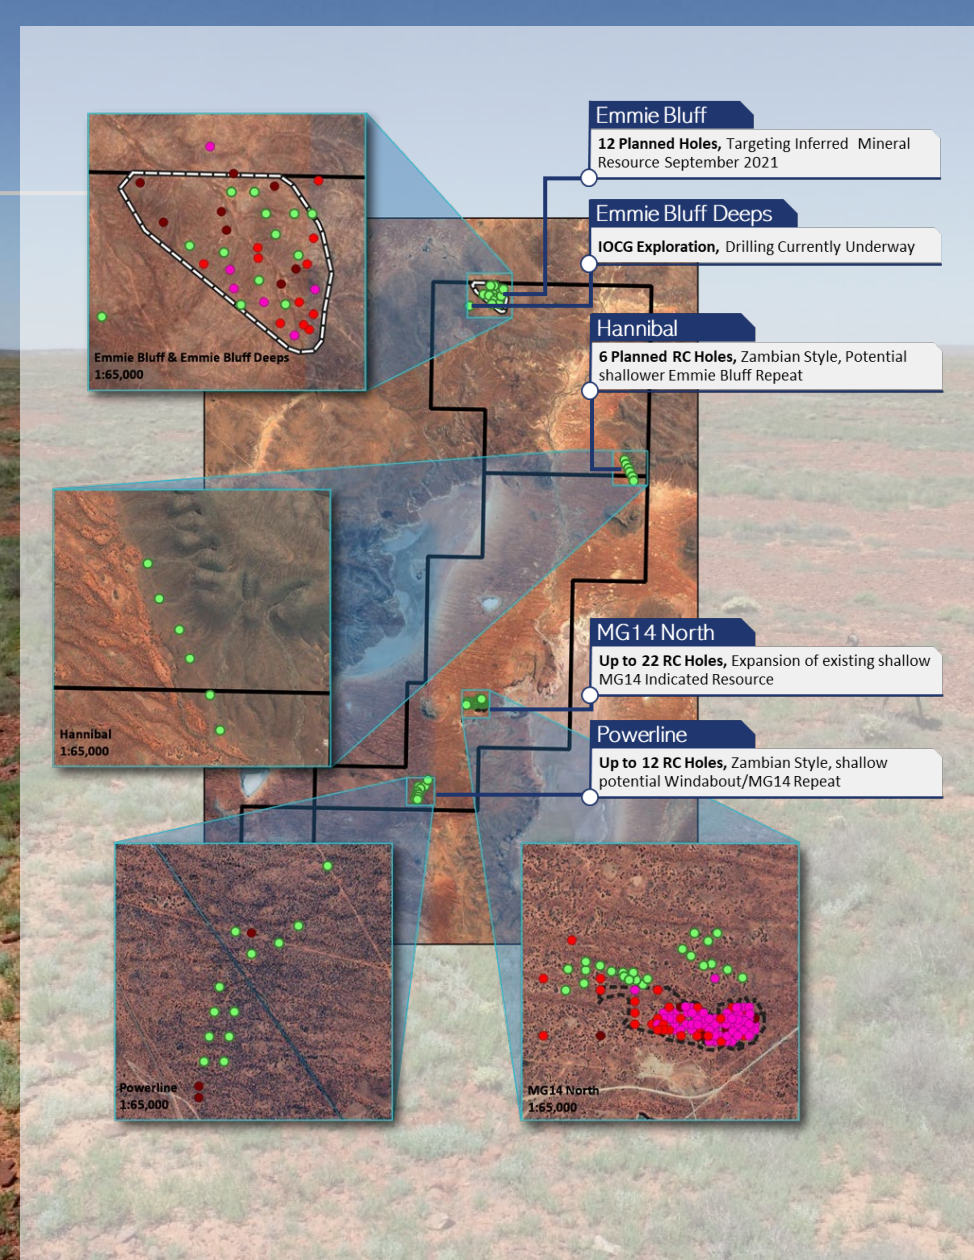 Emmie Bluff
12 Planned Holes, Targeting Inferred Mineral
Resource September 2021
Emmie Bluff Deeps
IOCG Exploration, Drilling Currently Underway
Emmie Bluff & Emmie Bluff Deeps
1:65,000
Hannibal
6 Planned RC Holes, Zambian Style, Potential
shallower Emmie Bluff Repeat
Hannibal
1:65,000
MG14 North
Up to 22 RC Holes, Expansion of existing shallow
MG14 Indicated Resource
Powerline
Up to 12 RC Holes, Zambian Style, shallow
potential Windabout/MG14 Repeat
Powerline
1:65,000
MG14 North
1:65,000